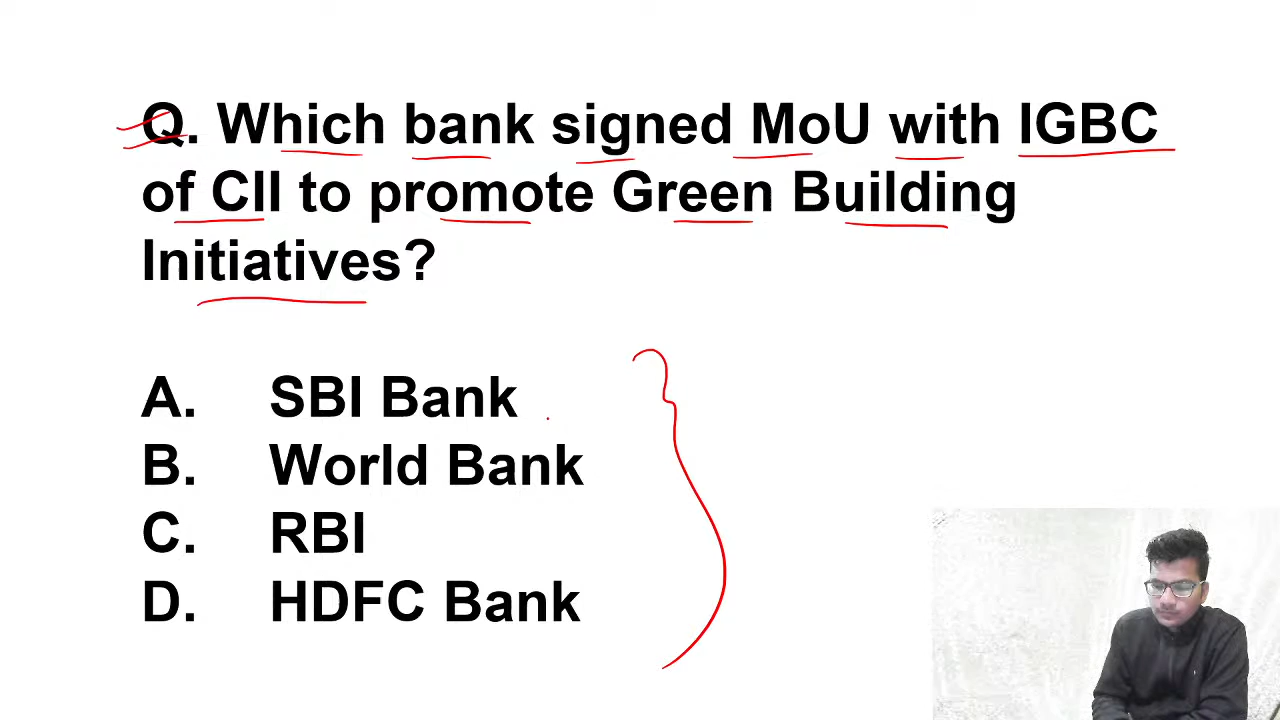 Q. Which bank signed MoU with IGBC
of CII to promote Green Building
Initiatives?
A. SBI Bank
B. World Bank
C. RBI
D. HDFC Bank